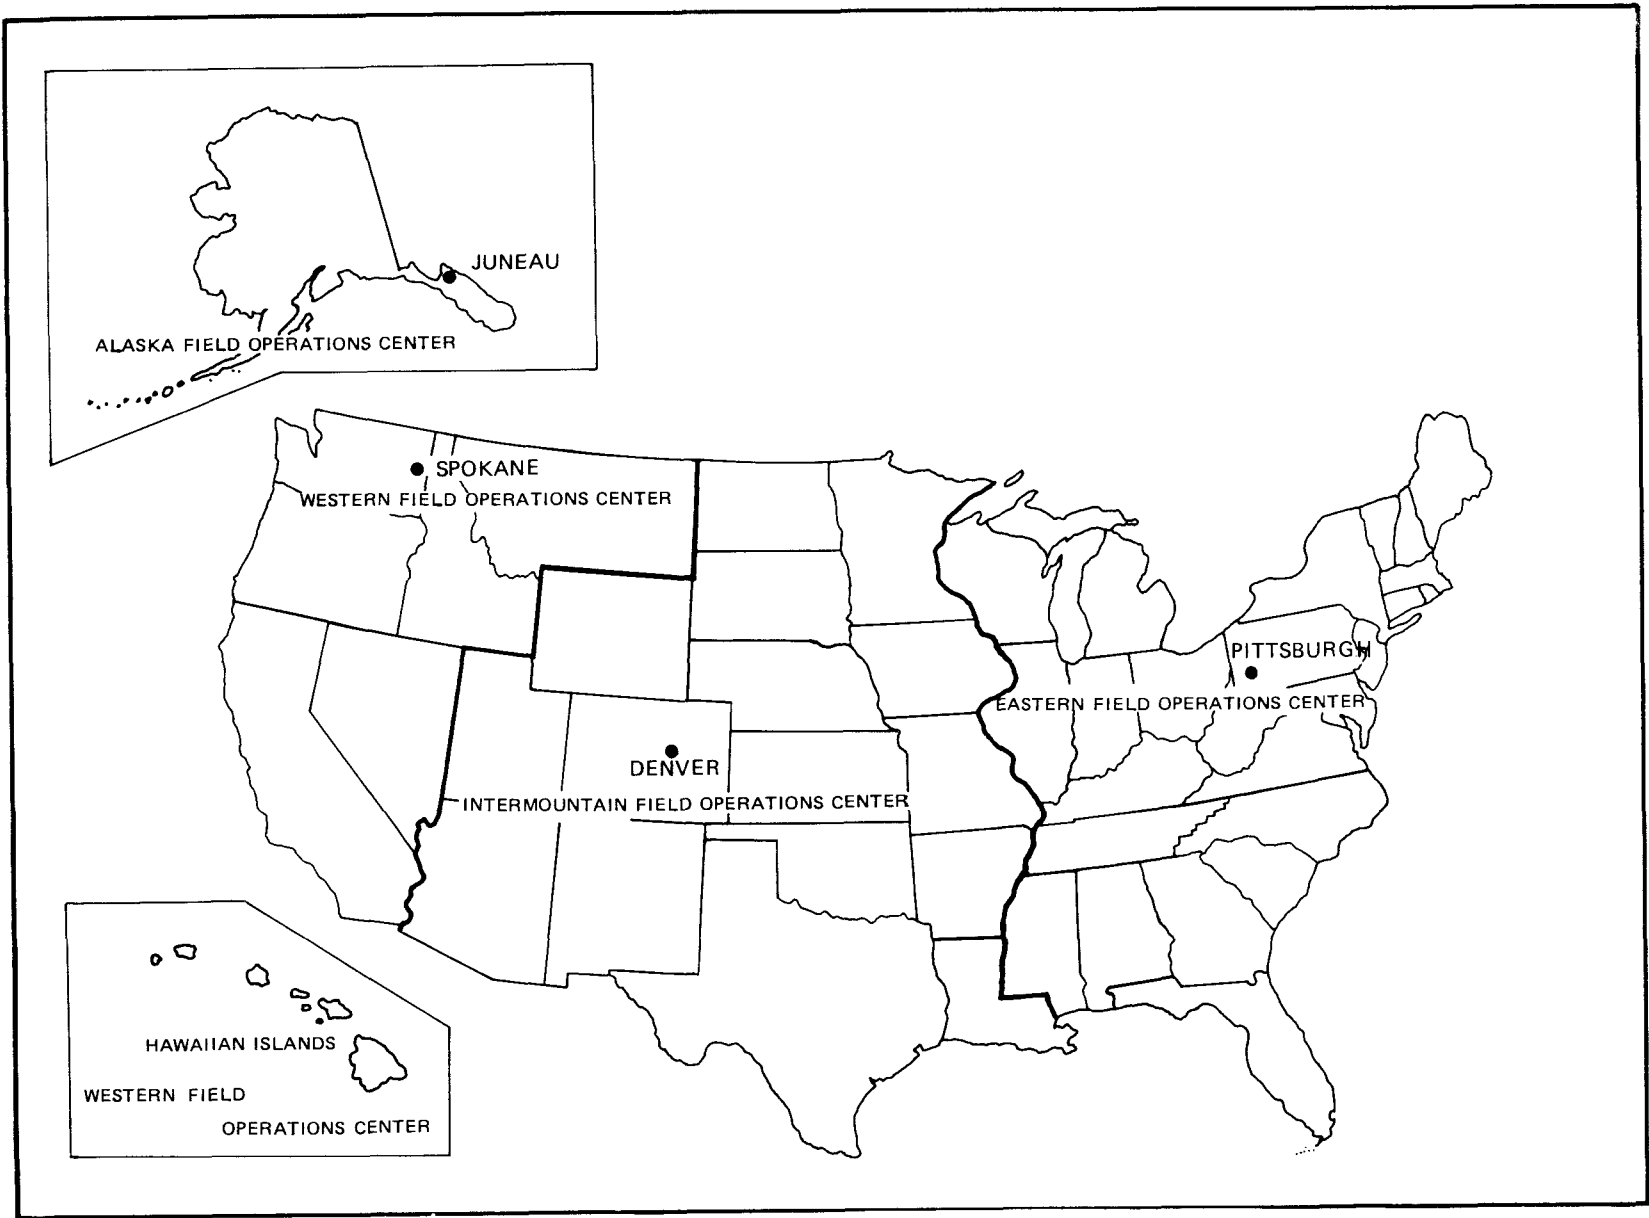 JUNEAU
ALASKA FIELD OPERATIONS CENTER
SPOKANE
WESTERN FIELD OPERATIONS CENTER
PITTSBURGH
EASTERN FIELD OPERATIONS CENTER
DENVER
INTERMOUNTAIN FIELD OPERATIONS CENTER
HAWAIIAN ISLANDS
WESTERN FIELD
OPERATIONS CENTER